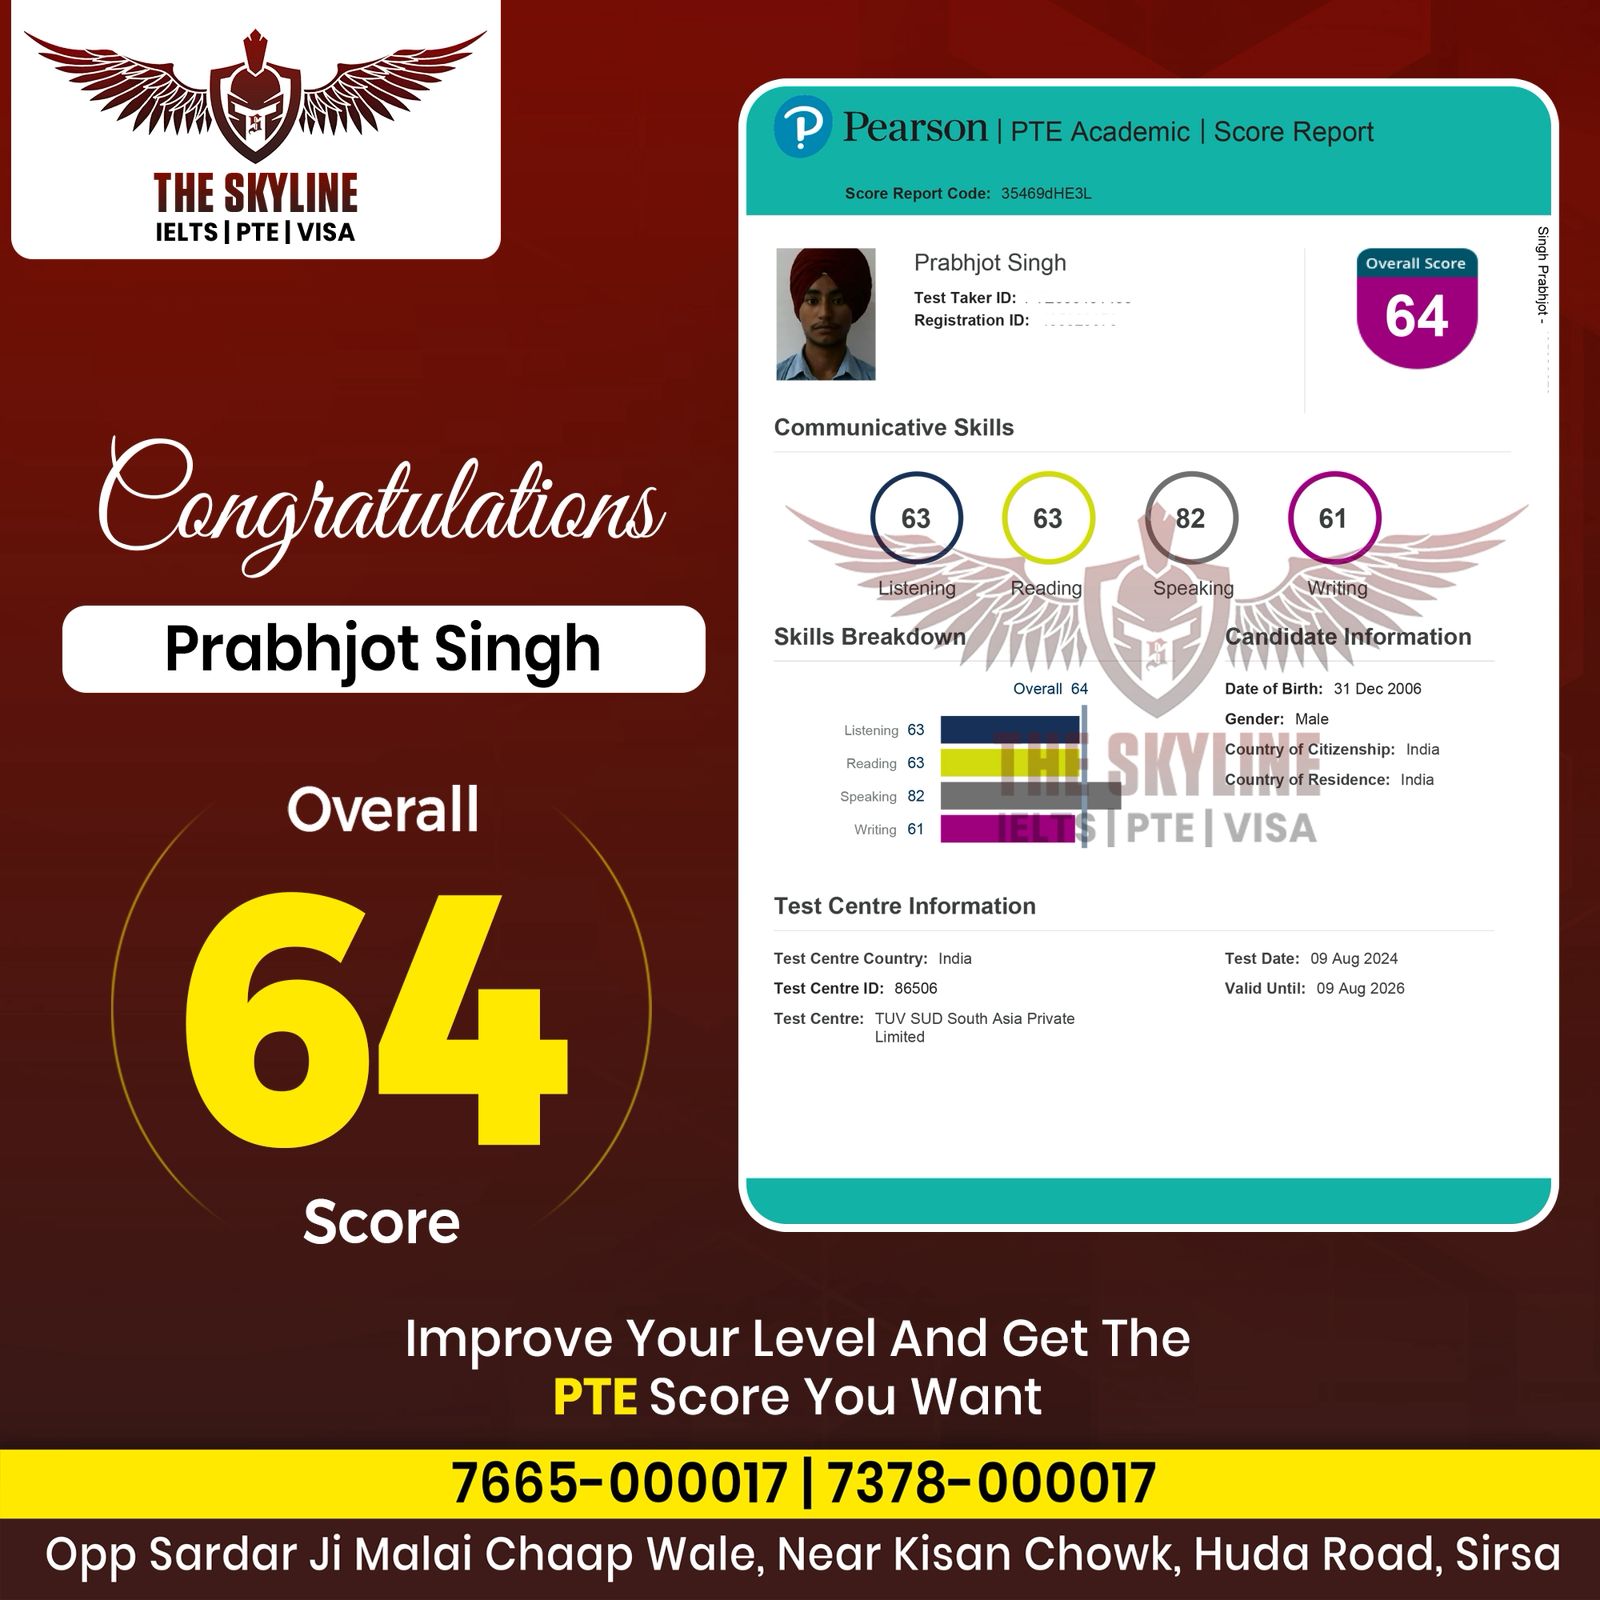 THE SKYLINE
IELTS | PTE | VISA
Congratulations
Prabhjot Singh
Overall
64
Score
Pearson | PTE Academic | Score Report
Score Report Code: 35469dHE3L
Prabhjot Singh
Test Taker ID:
Registration ID:
Overall Score
64
Singh Prabhjot -
Communicative Skills
63 63 82 61
Listening Reading Speaking Writing
Skills Breakdown
Overall 64
Listening 63
Reading 63
Speaking 82
Writing 61
Candidate Information
Date of Birth: 31 Dec 2006
Gender: Male
Country of Citizenship: India
Country of Residence: India
THE SKYLINE
IELTS | PTE | VISA
Test Centre Information
Test Centre Country: India
Test Centre ID: 86506
Test Centre: TUV SUD South Asia Private
Limited
Test Date: 09 Aug 2024
Valid Until: 09 Aug 2026
Improve Your Level And Get The
PTE Score You Want
7665-000017 | 7378-000017
Opp Sardar Ji Malai Chaap Wale, Near Kisan Chowk, Huda Road, Sirsa